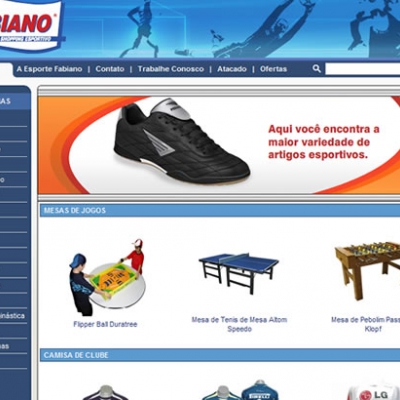 BIANO
SHOPPING ESPORTIVO
A Esporte Fabiano | Contato | Trabalhe Conosco | Atacado | Ofertas
AS
Aqui você encontra a
maior variedade de
artigos esportivos.
MESAS DE JOGOS
Flipper Ball Duratree
Mesa de Tenis de Mesa Altom
Speedo
Mesa de Pebolim Pass
Klopf
inástica
as
CAMISA DE CLUBE
LG